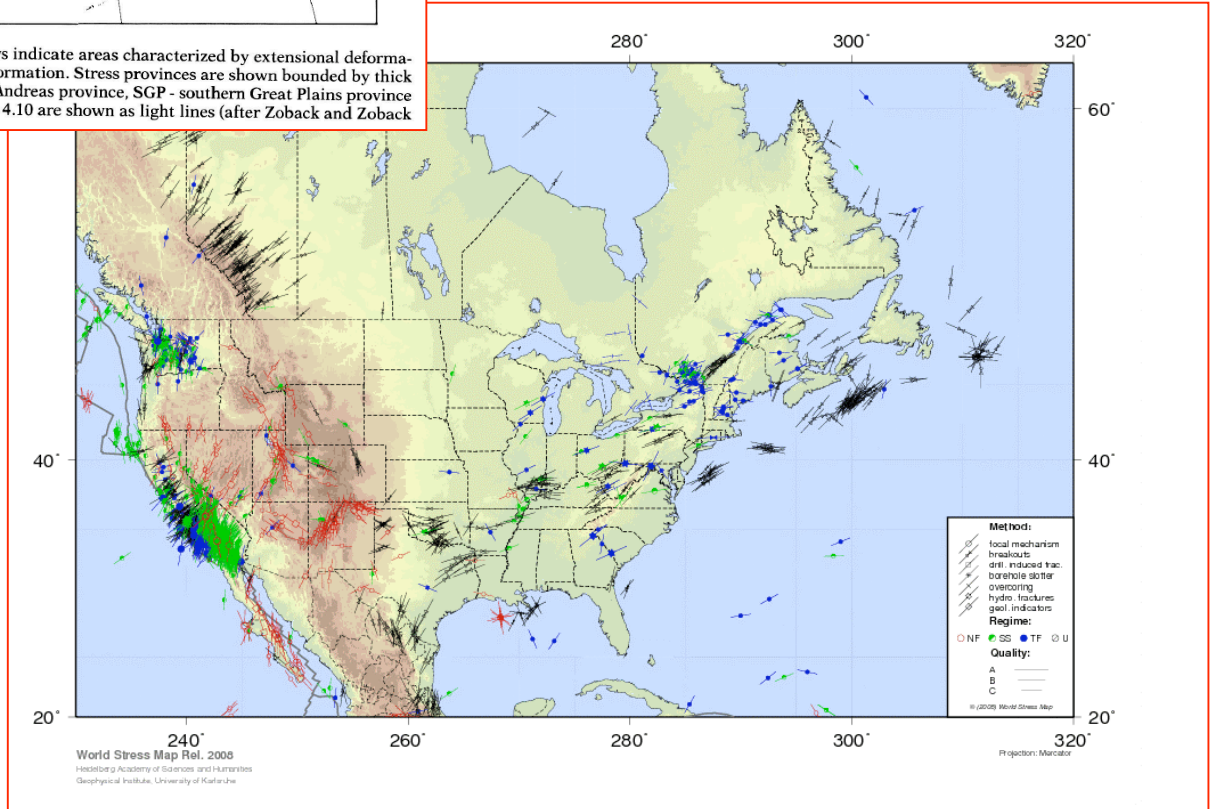 rs indicate areas characterized by extensional deforma-
ormation. Stress provinces are shown bounded by thick
Andreas province, SGP - southern Great Plains province
4.10 are shown as light lines (after Zoback and Zoback
280˚ 300˚ 320˚
60˚
40˚ 40˚
Method:
focal mechanism
breakouts
drill. induced frac.
borehole slotter
overcoring
hydro. fractures
geol. indicators
Regime:
NF SS TF U
Quality:
A
B
C
© (2008) World Stress Map
20˚ 20˚
240˚ 260˚ 280˚ 300˚ 320˚
World Stress Map Rel. 2008
Projection: Mercator
Heidelberg Academy of Sciences and Humanities
Geophysical Institute, University of Karlsruhe